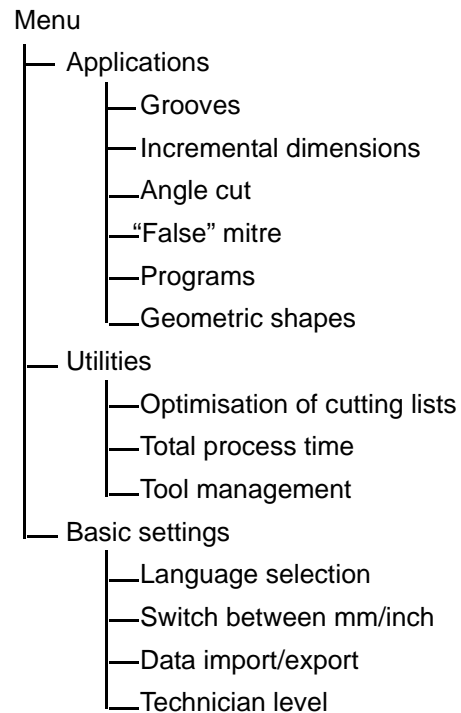 Menu
Applications
Grooves
Incremental dimensions
Angle cut
“False” mitre
Programs
Geometric shapes
Utilities
Optimisation of cutting lists
Total process time
Tool management
Basic settings
Language selection
Switch between mm/inch
Data import/export
Technician level